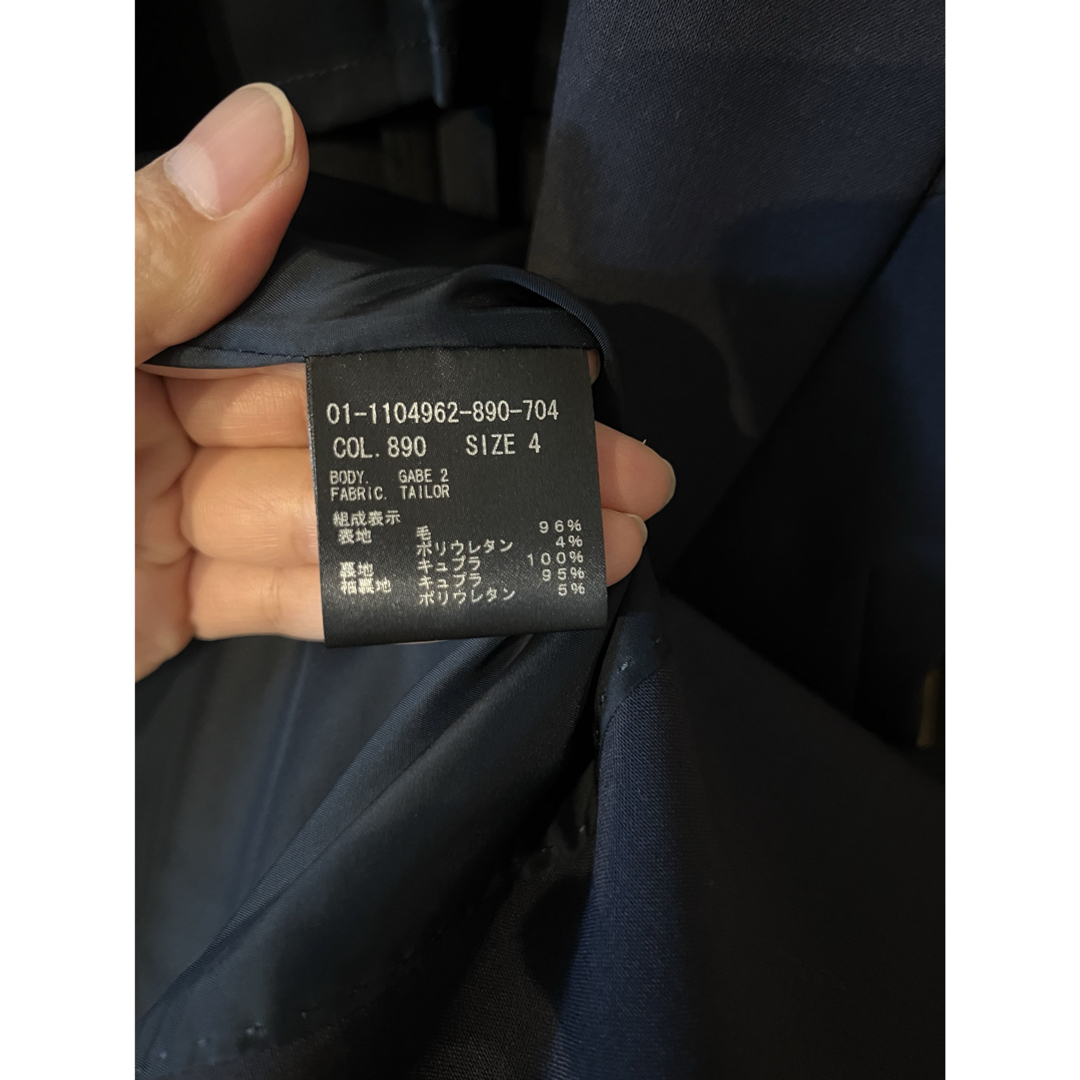 01-1104962-890-704
COL. 890 SIZE 4
BODY. GABE 2
FABRIC. TAILOR
組成表示
表地 毛 96%
ポリウレタン 4%
裏地 キュプラ 100%
袖裏地 キュプラ 95%
ポリウレタン 5%